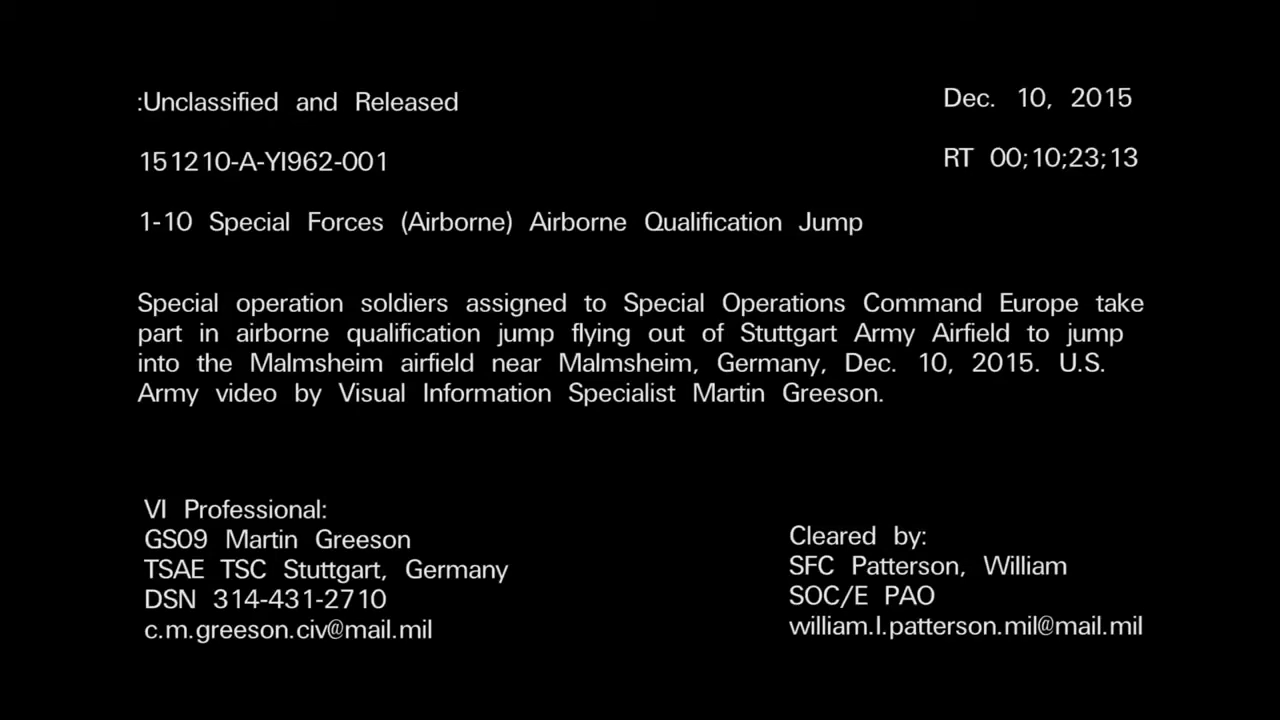 :Unclassified and Released
Dec. 10, 2015
151210-A-YI962-001
RT 00;10;23;13
1-10 Special Forces (Airborne) Airborne Qualification Jump
Special operation soldiers assigned to Special Operations Command Europe take
part in airborne qualification jump flying out of Stuttgart Army Airfield to jump
into the Malmsheim airfield near Malmsheim, Germany, Dec. 10, 2015. U.S.
Army video by Visual Information Specialist Martin Greeson.
VI Professional:
GS09 Martin Greeson
TSAE TSC Stuttgart, Germany
DSN 314-431-2710
c.m.greeson.civ@mail.mil
Cleared by:
SFC Patterson, William
SOC/E PAO
william.l.patterson.mil@mail.mil